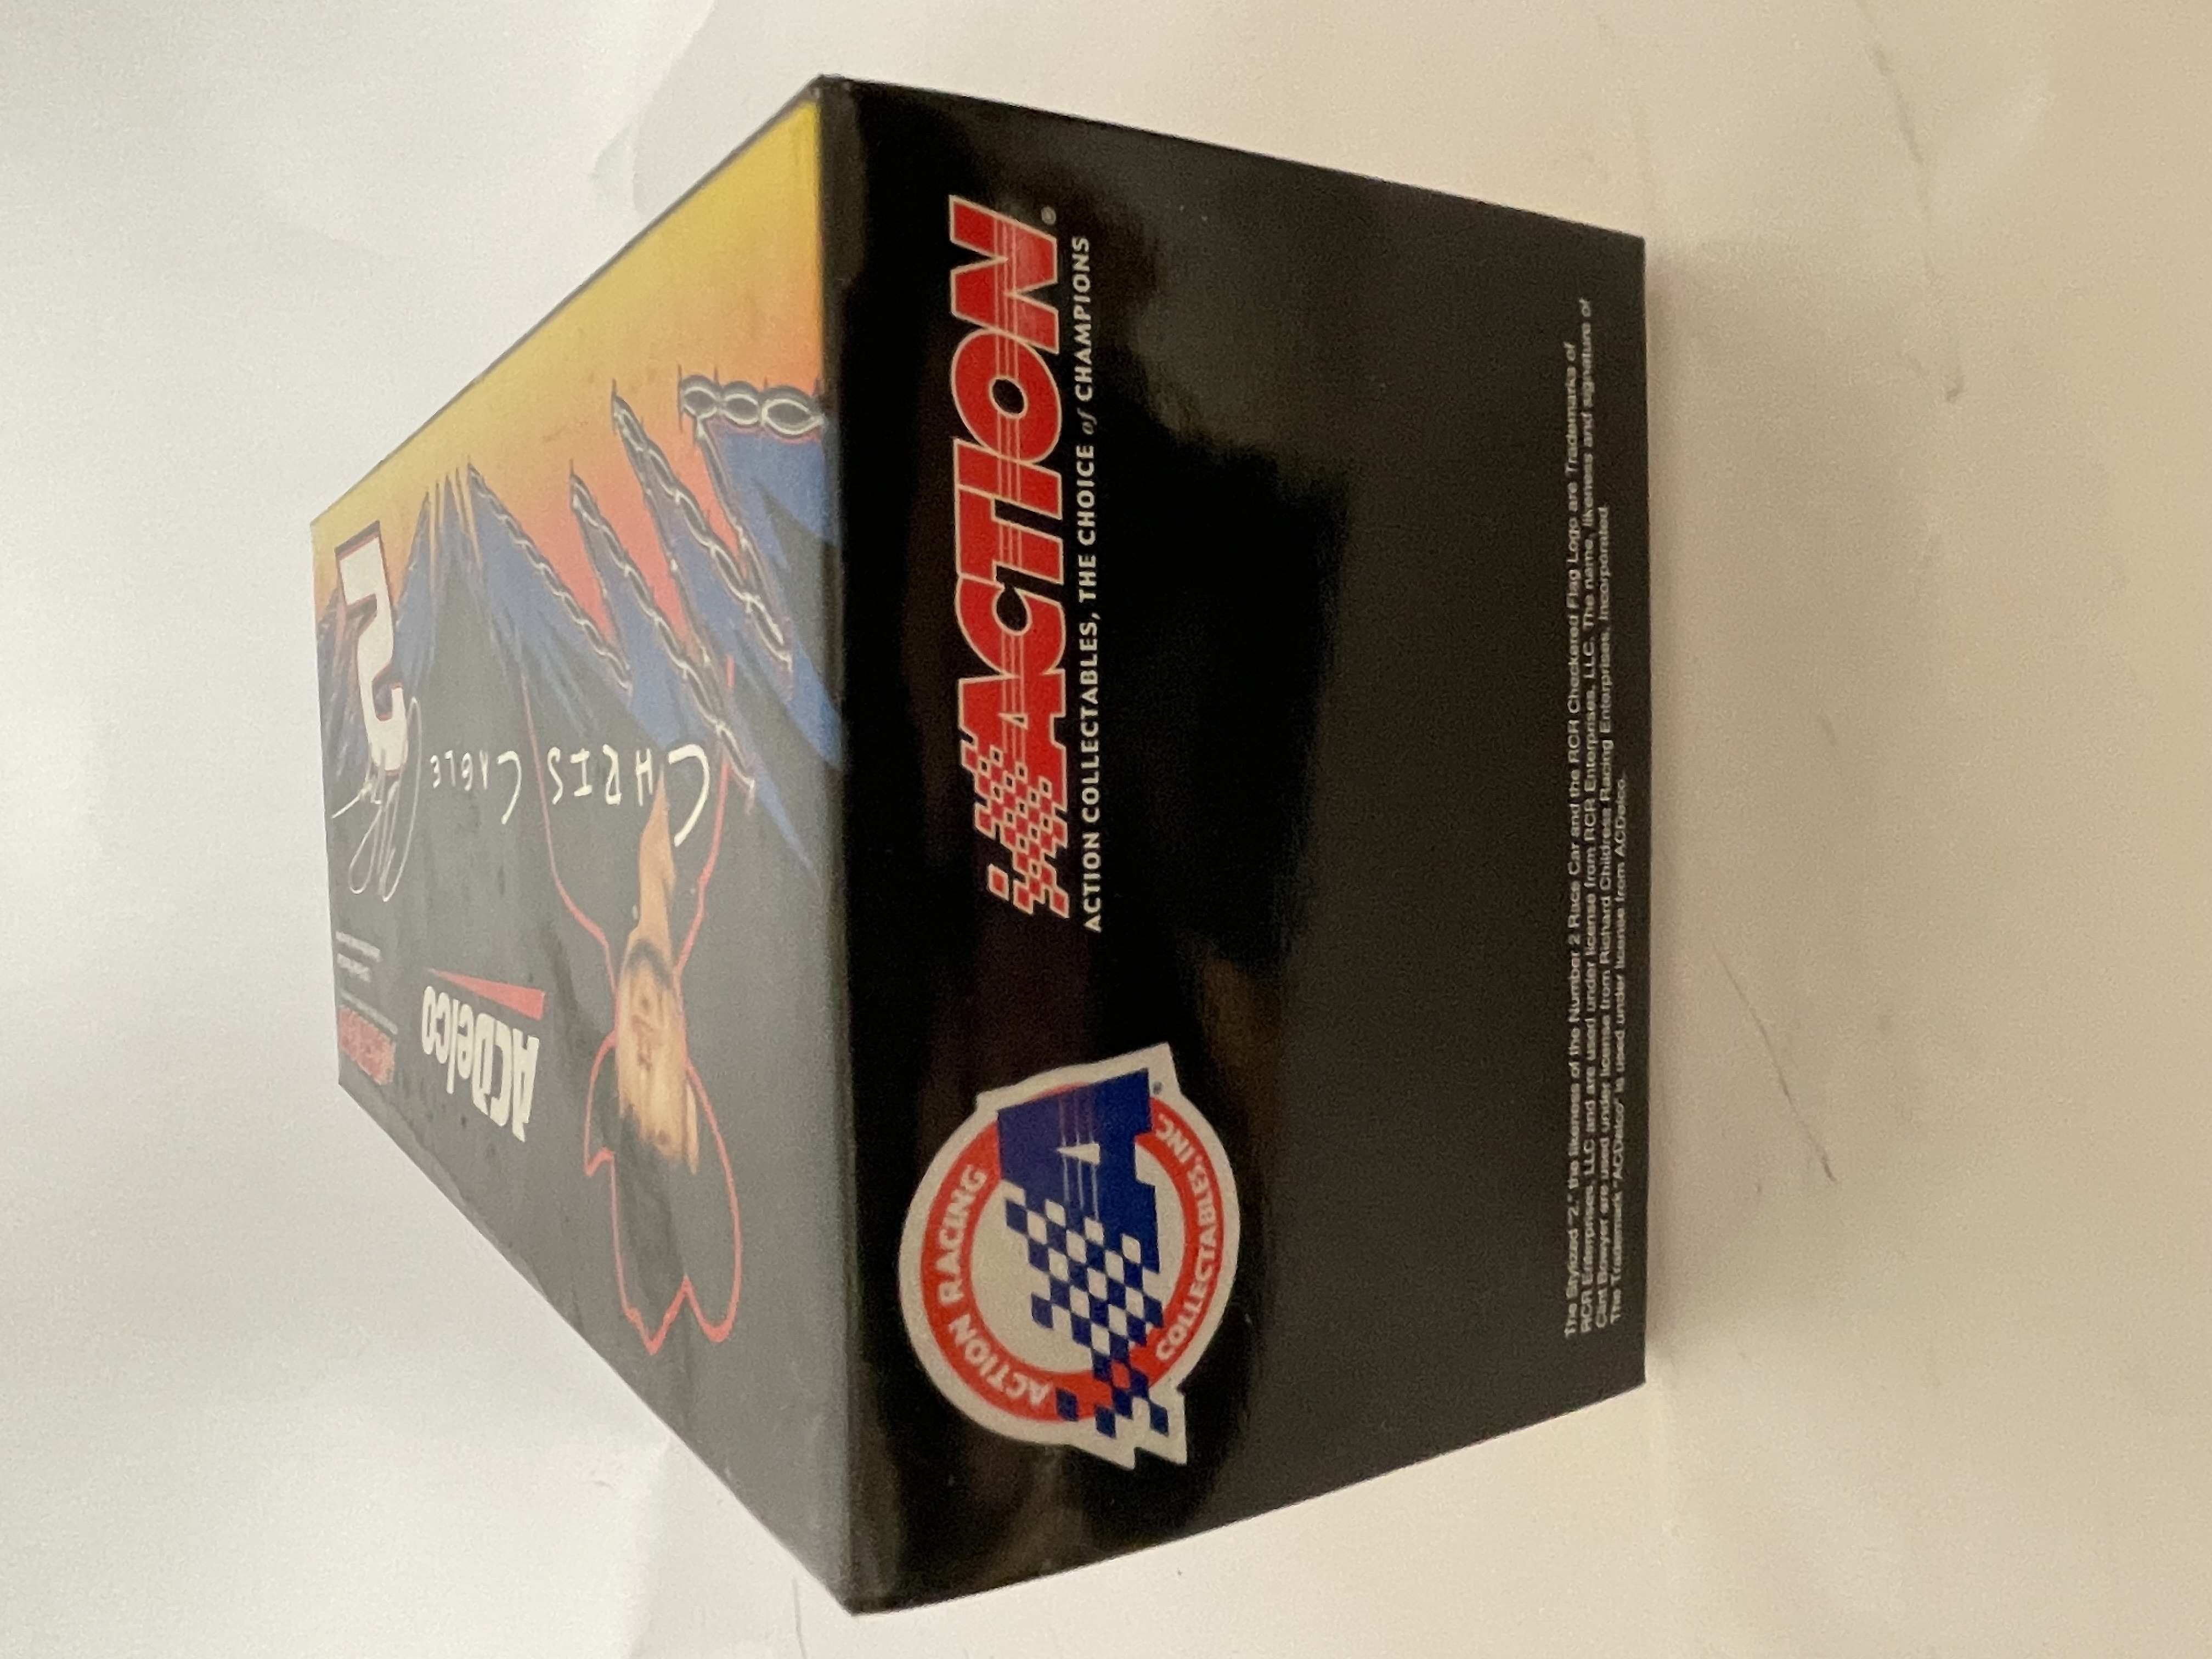 ACTION®
ACTION COLLECTABLES, THE CHOICE of CHAMPIONS
ACTION RACING
COLLECTABLES, INC.
The Stylized "2," the likeness of the Number 2 Race Car and the RCR Checkered Flag Logo are Trademarks of
RCR Enterprises, LLC and are used under license from RCR Enterprises, LLC. The name, likeness and signature of
Clint Bowyer are used under license from Richard Childress Racing Enterprises, Incorporated.
The Trademark "ACDelco" is used under license from ACDelco.
CHRIS CAGLE
ACDelco
2